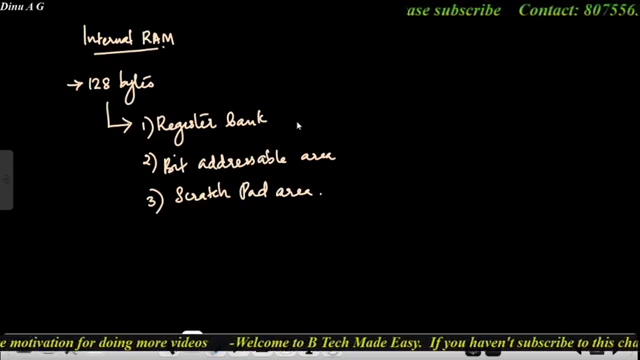 Dinu A G
ase subscribe Contact: 807556.
Internal RAM
→ 128 bytes
1) Register bank
2) Bit addressable area
3) Scratch Pad area.
e motivation for doing more videos -Welcome to B Tech Made Easy. If you haven't subscribe to this cha